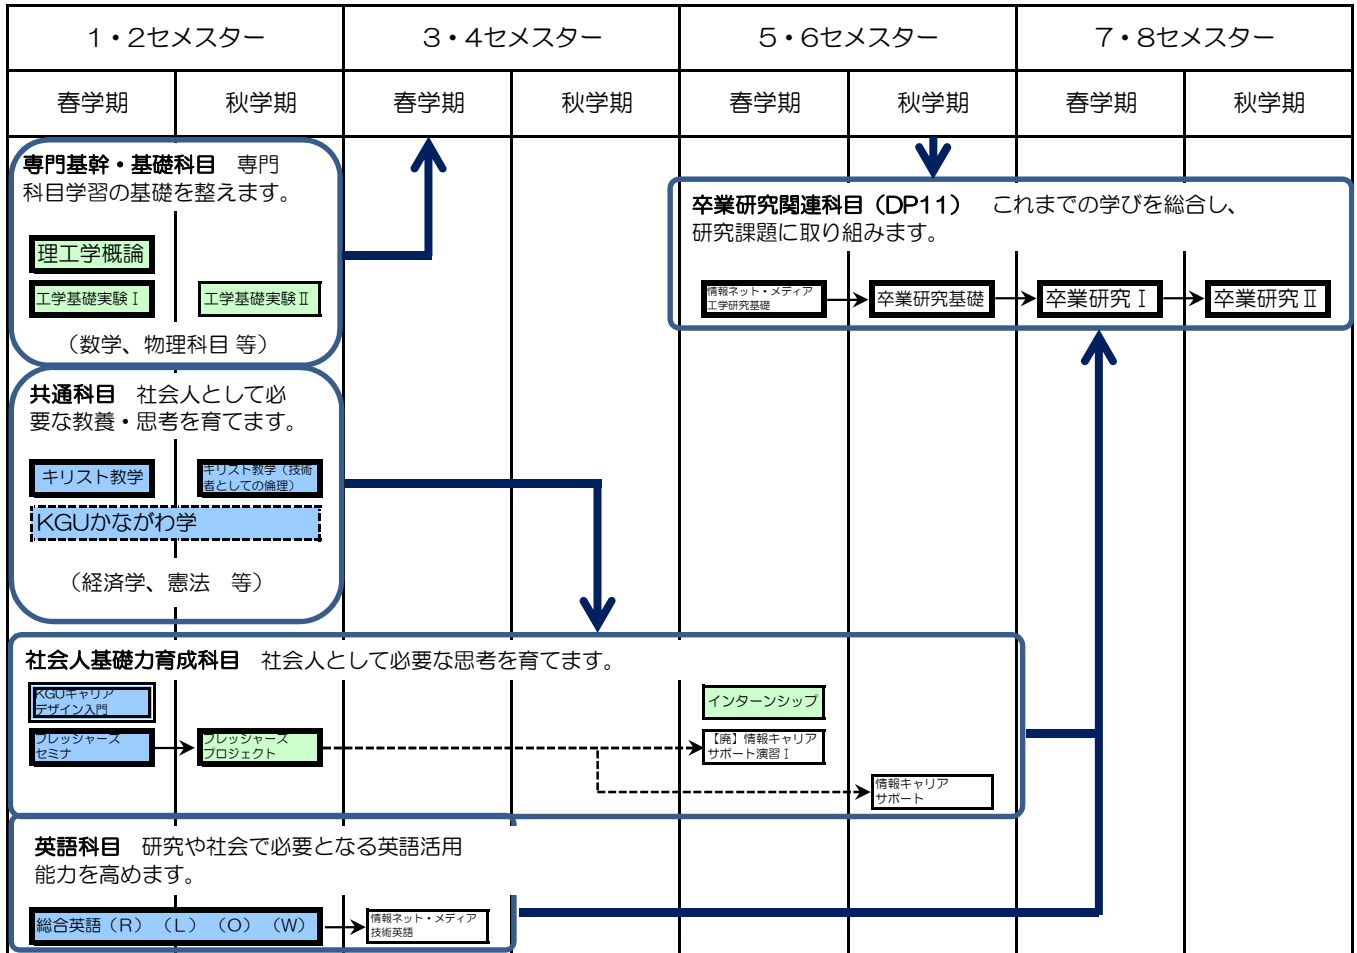 1・2セメスター
3・4セメスター
5・6セメスター
7・8セメスター
春学期
秋学期
春学期
秋学期
春学期
秋学期
春学期
秋学期
専門基幹・基礎科目　専門
科目学習の基礎を整えます。
理工学概論
工学基礎実験Ⅰ
工学基礎実験Ⅱ
（数学、物理科目 等）
卒業研究関連科目（DP11）　これまでの学びを総合し、
研究課題に取り組みます。
情報ネット・メディア
工学研究基礎
卒業研究基礎
卒業研究Ⅰ
卒業研究Ⅱ
共通科目　社会人として必
要な教養・思考を育てます。
キリスト教学
キリスト教学（技術
者としての倫理）
KGUかながわ学
（経済学、憲法　等）
社会人基礎力育成科目　社会人として必要な思考を育てます。
KGUキャリア
デザイン入門
フレッシャーズ
セミナ
フレッシャーズ
プロジェクト
インターンシップ
【廃】情報キャリア
サポート演習Ⅰ
情報キャリア
サポート
英語科目　研究や社会で必要となる英語活用
能力を高めます。
総合英語（R）（L）（O）（W）
情報ネット・メディア
技術英語